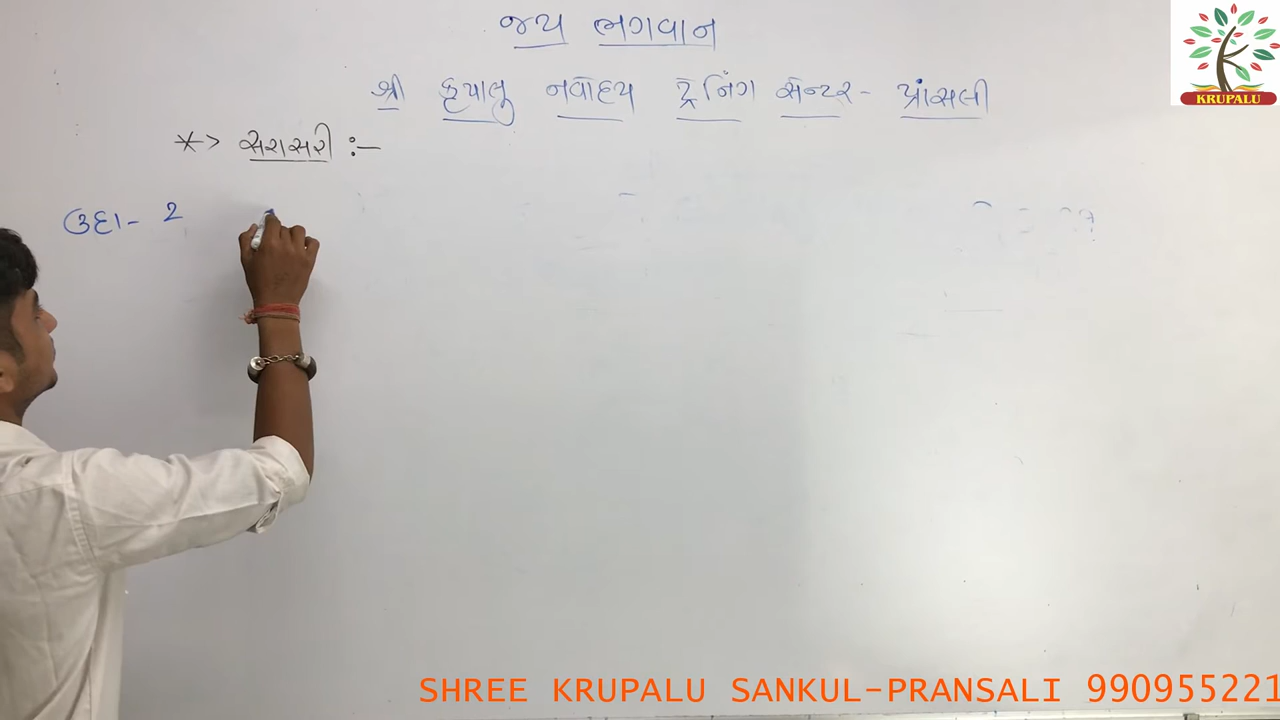 જય ભગવાન
શ્રી કૃપાલુ નવોદય ટ્રેનિંગ સેન્ટર - પ્રાંસલી
KRUPALU
*> સરાસરી :-
ઉદા - 2
SHREE KRUPALU SANKUL-PRANSALI 990955221